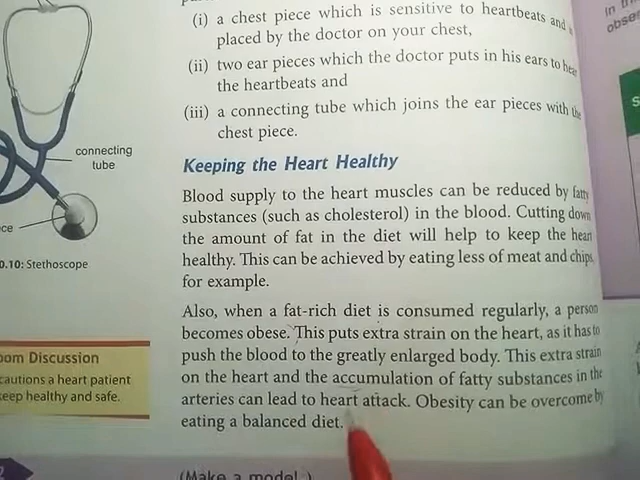 (i) a chest piece which is sensitive to heartbeats and
placed by the doctor on your chest,
(ii) two ear pieces which the doctor puts in his ears to hear
the heartbeats and
(iii) a connecting tube which joins the ear pieces with the
chest piece.
connecting
tube
0.10: Stethoscope
Keeping the Heart Healthy
Blood supply to the heart muscles can be reduced by fatty
substances (such as cholesterol) in the blood. Cutting down
the amount of fat in the diet will help to keep the heart
healthy. This can be achieved by eating less of meat and chips,
for example.
Also, when a fat-rich diet is consumed regularly, a person
becomes obese. This puts extra strain on the heart, as it has to
push the blood to the greatly enlarged body. This extra strain
on the heart and the accumulation of fatty substances in the
arteries can lead to heart attack. Obesity can be overcome by
eating a balanced diet.
oom Discussion
cautions a heart patient
eep healthy and safe.
(Make a model.)